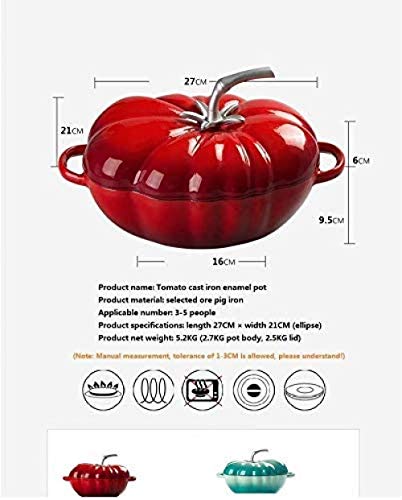 27CM
21CM
6CM
9.5CM
16CM
Product name: Tomato cast iron enamel pot
Product material: selected ore pig iron
Applicable number: 3-5 people
Product specifications: length 27CM × width 21CM (ellipse)
Product net weight: 5.2KG (2.7KG pot body, 2.5KG lid)
(Note: Manual measurement, tolerance of 1-3CM is allowed, please understand!)